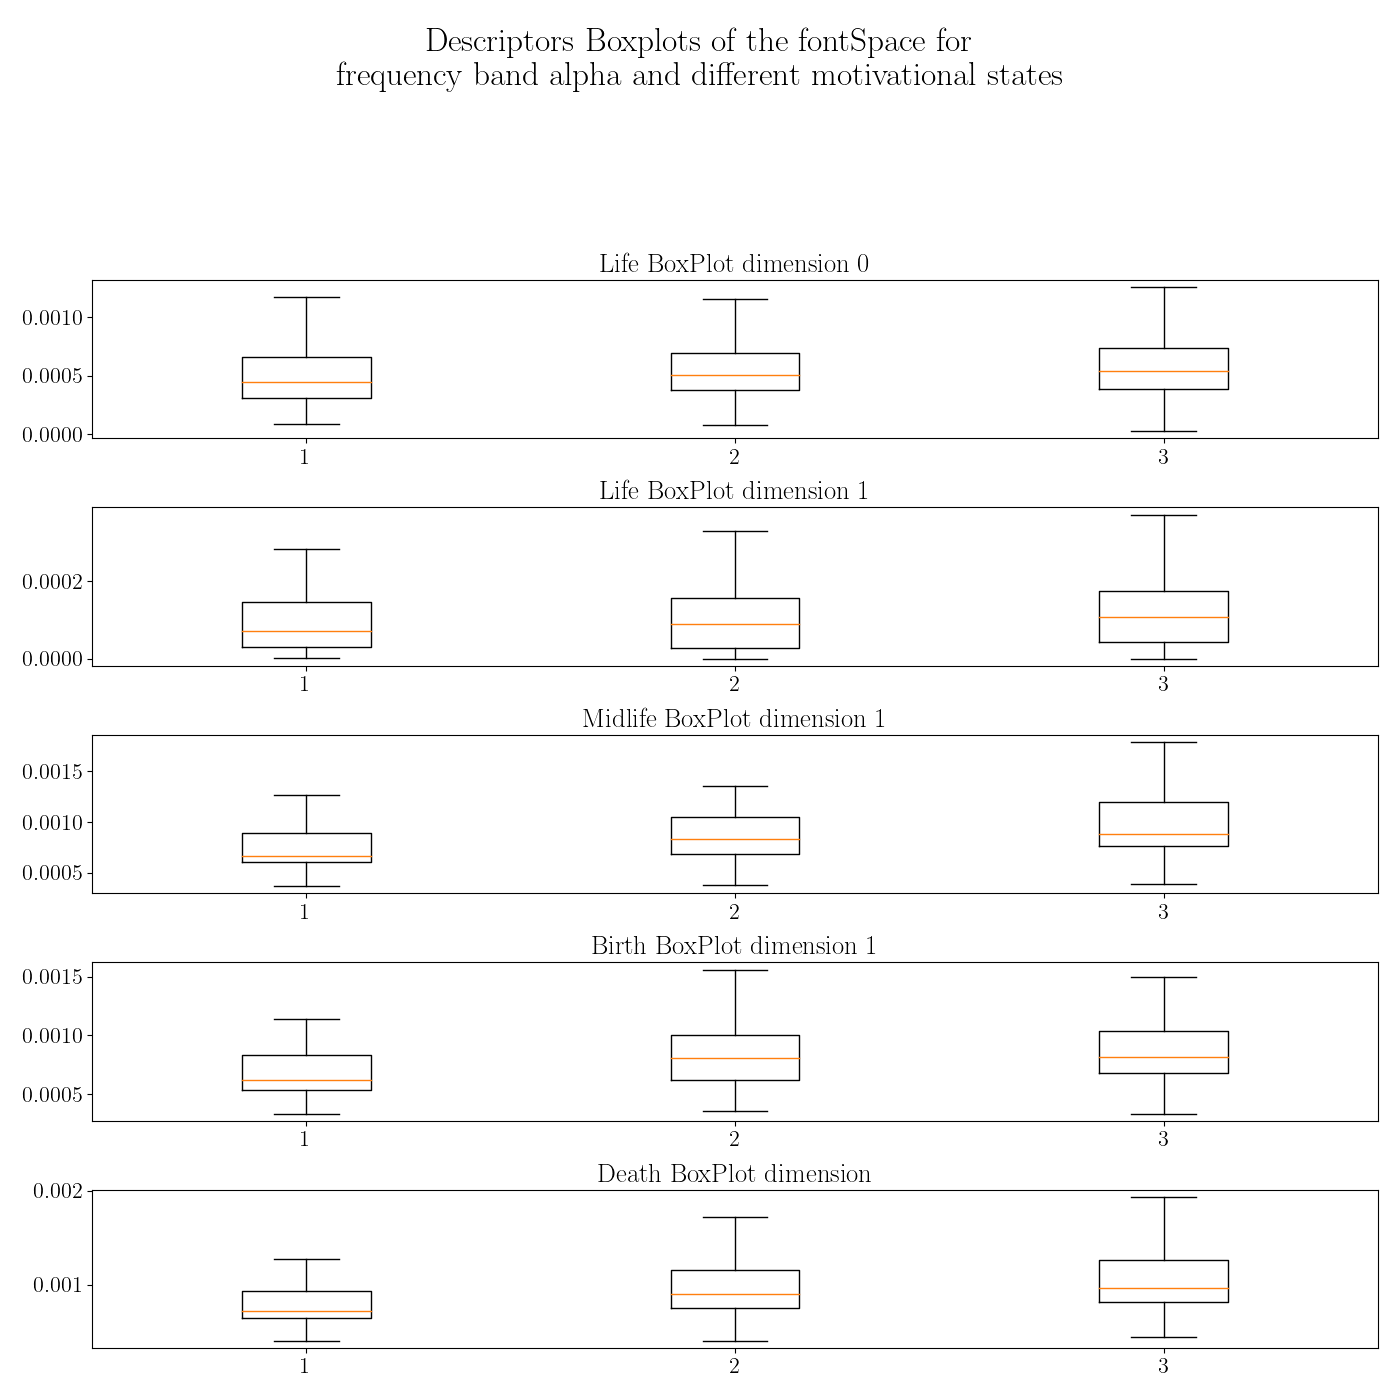 Descriptors Boxplots of the fontSpace for
frequency band alpha and different motivational states
Life BoxPlot dimension 0
0.0010
0.0005
0.0000
1 2 3
Life BoxPlot dimension 1
0.0002
0.0000
1 2 3
Midlife BoxPlot dimension 1
0.0015
0.0010
0.0005
1 2 3
Birth BoxPlot dimension 1
0.0015
0.0010
0.0005
1 2 3
Death BoxPlot dimension
0.002
0.001
1 2 3